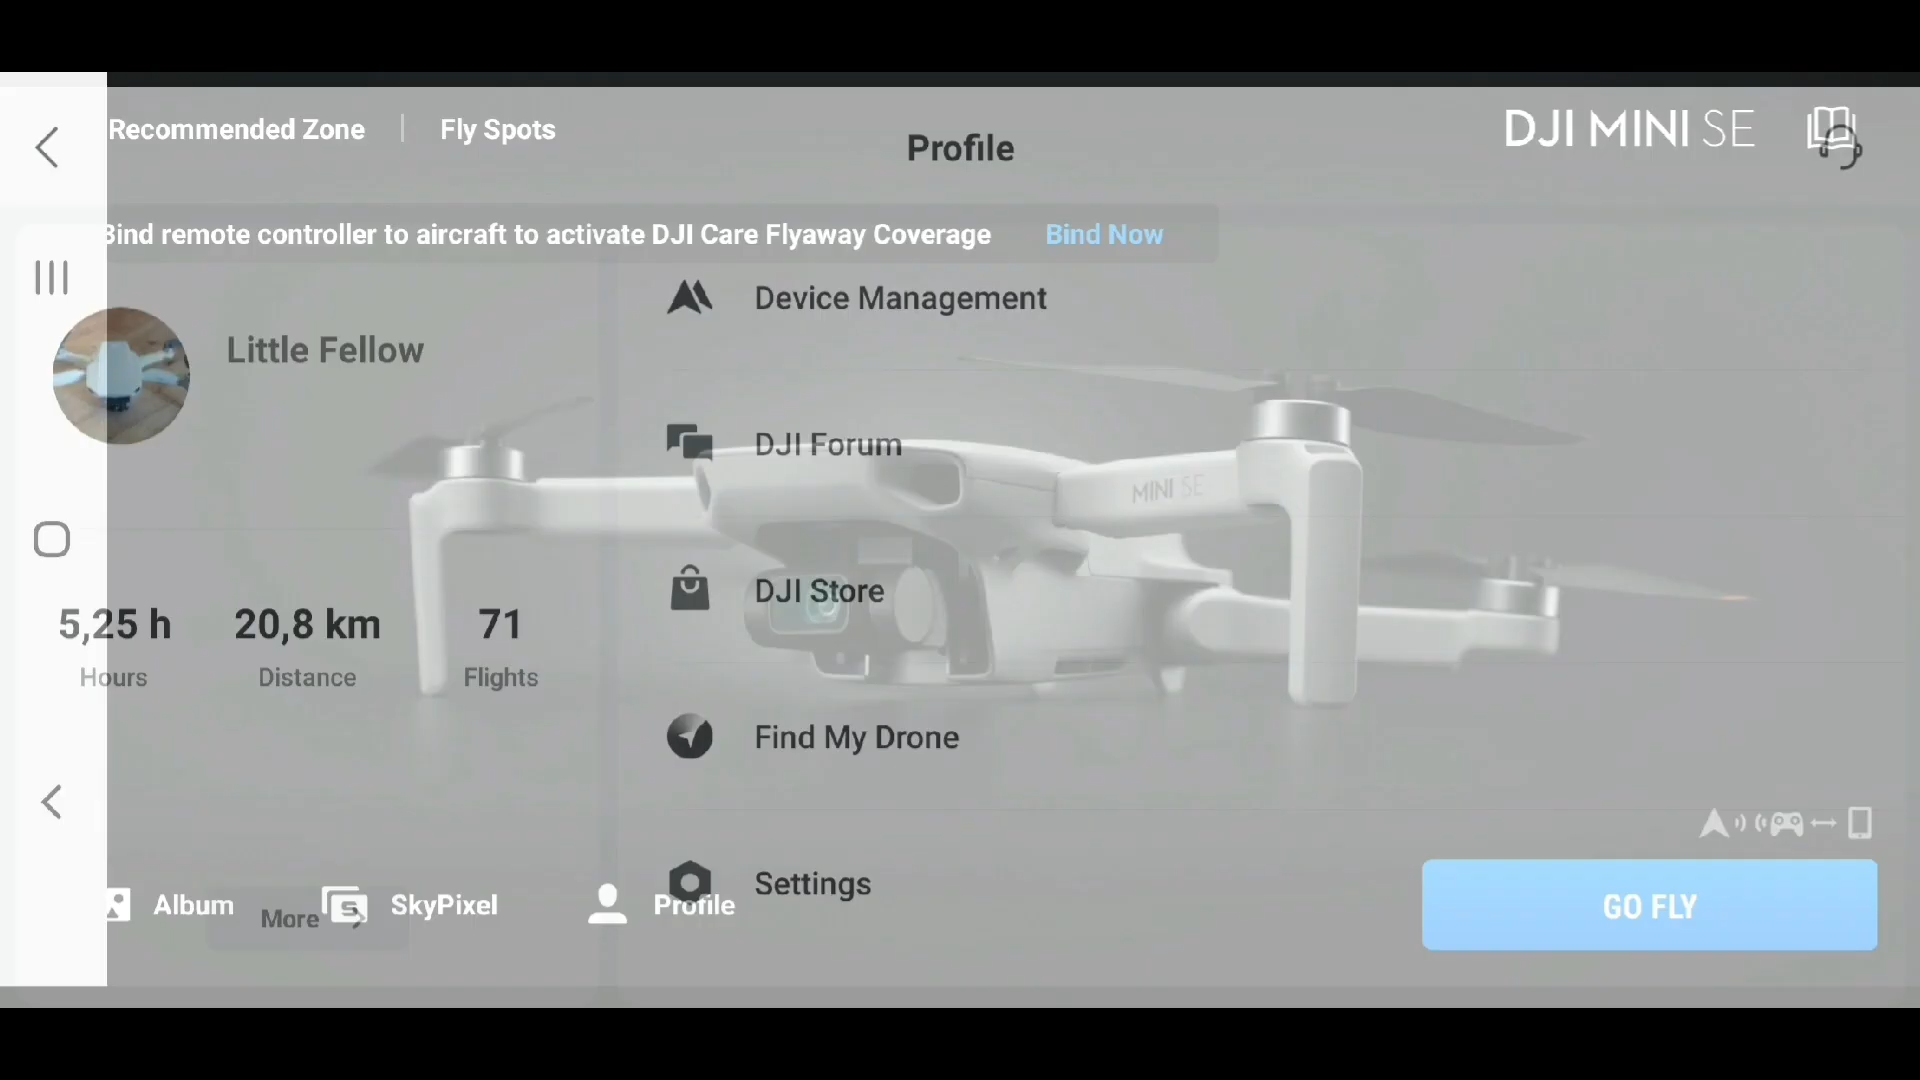 Recommended Zone
Fly Spots
Profile
DJI MINI SE
Bind remote controller to aircraft to activate DJI Care Flyaway Coverage
Bind Now
Device Management
Little Fellow
DJI Forum
MINI SE
DJI Store
5,25 h
20,8 km
71
Hours
Distance
Flights
Find My Drone
Settings
Album
More
S
SkyPixel
Profile
GO FLY